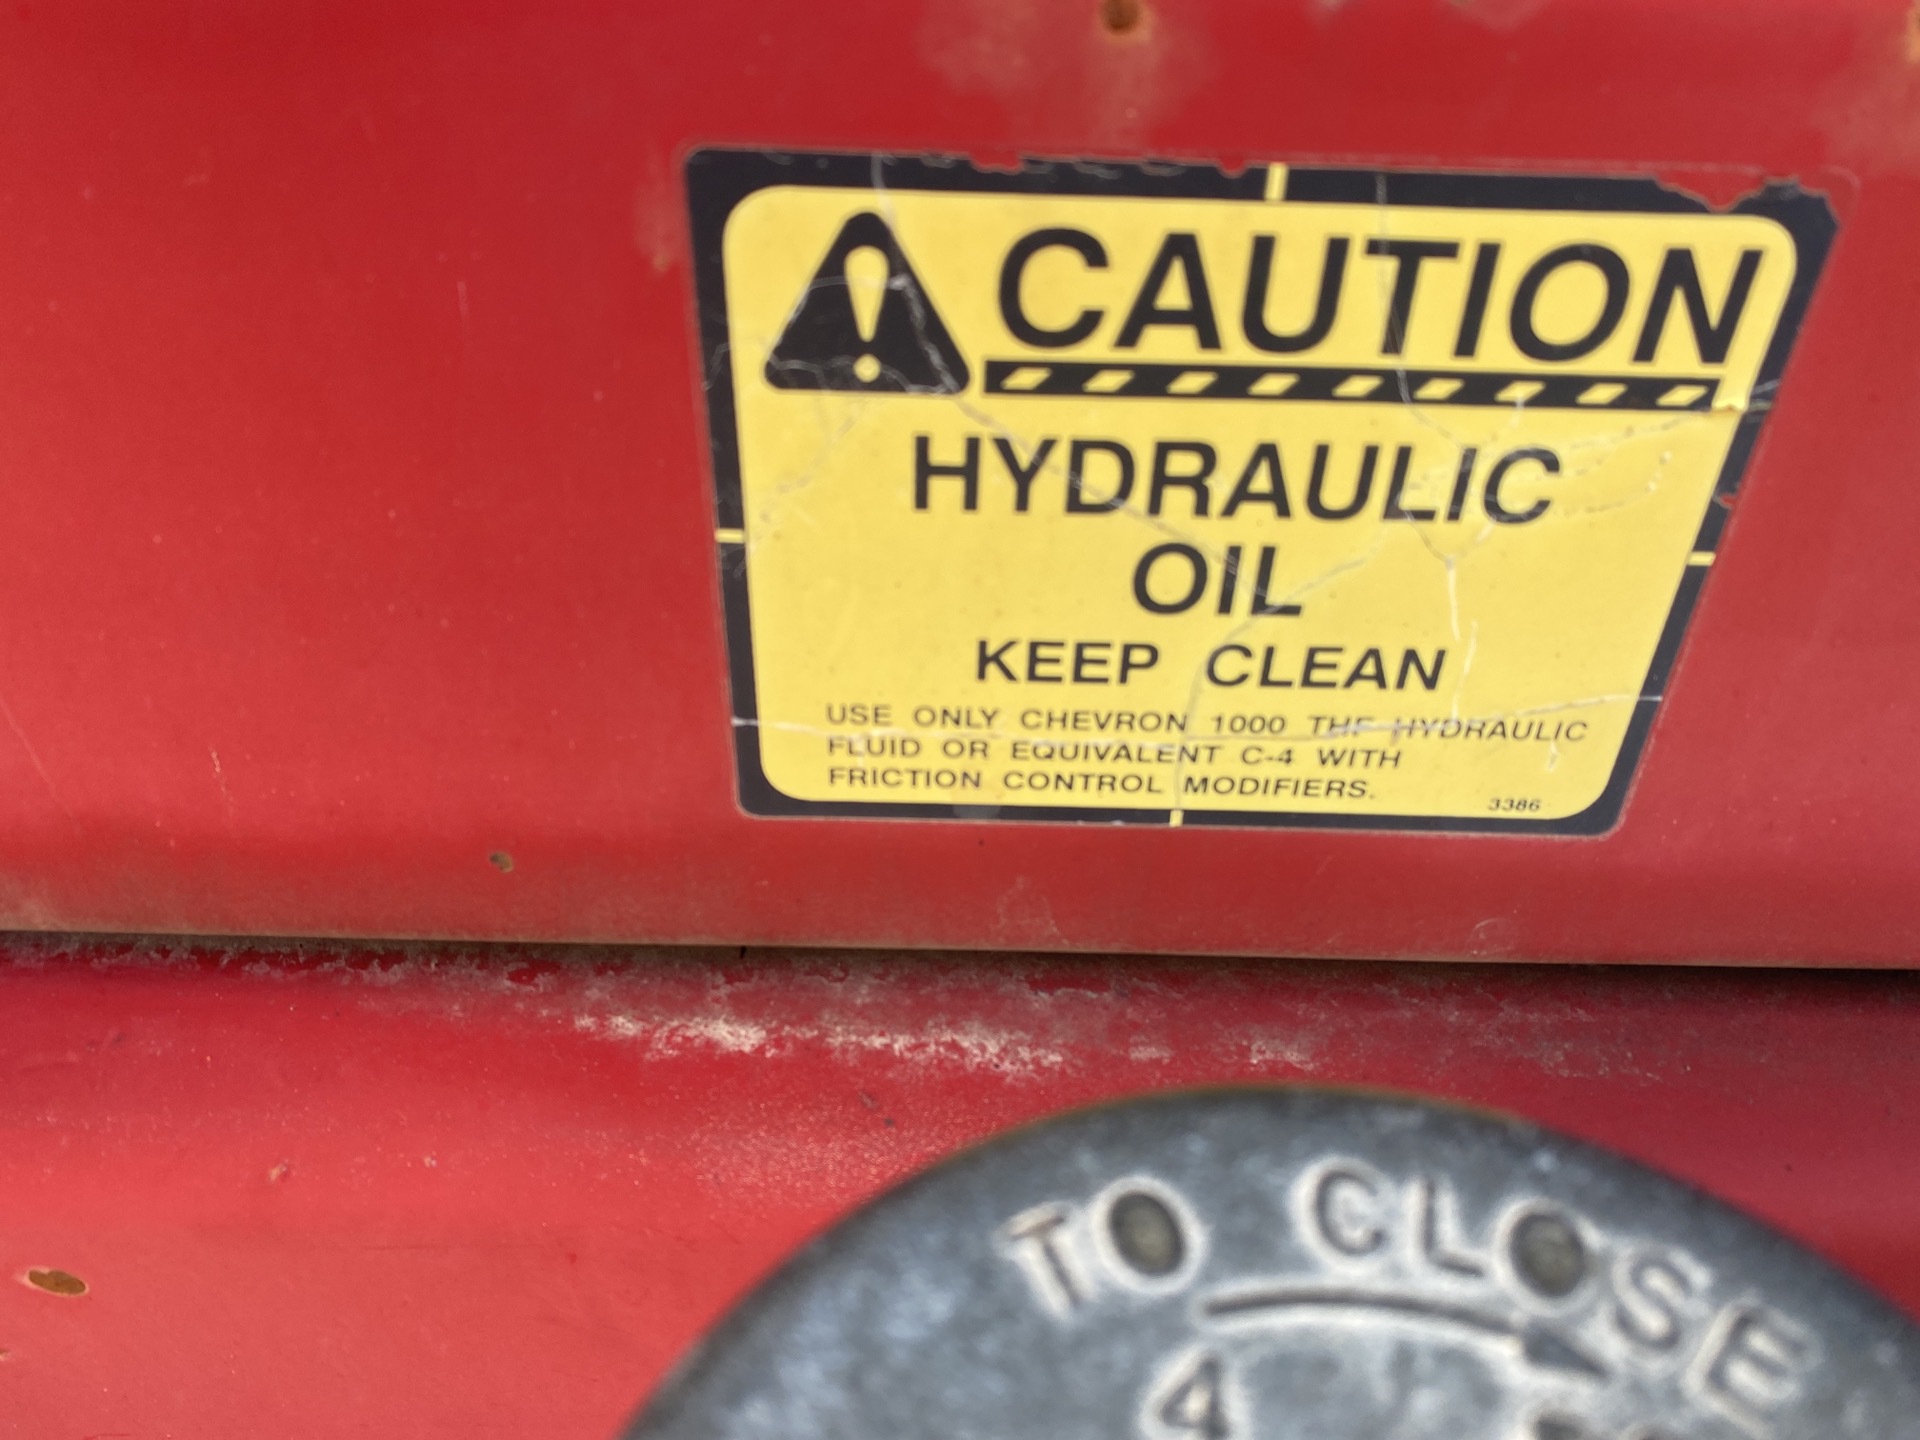 CAUTION
HYDRAULIC
OIL
KEEP CLEAN
USE ONLY CHEVRON 1000 THF HYDRAULIC
FLUID OR EQUIVALENT C-4 WITH
FRICTION CONTROL MODIFIERS.
3386
TO CLOSE
4